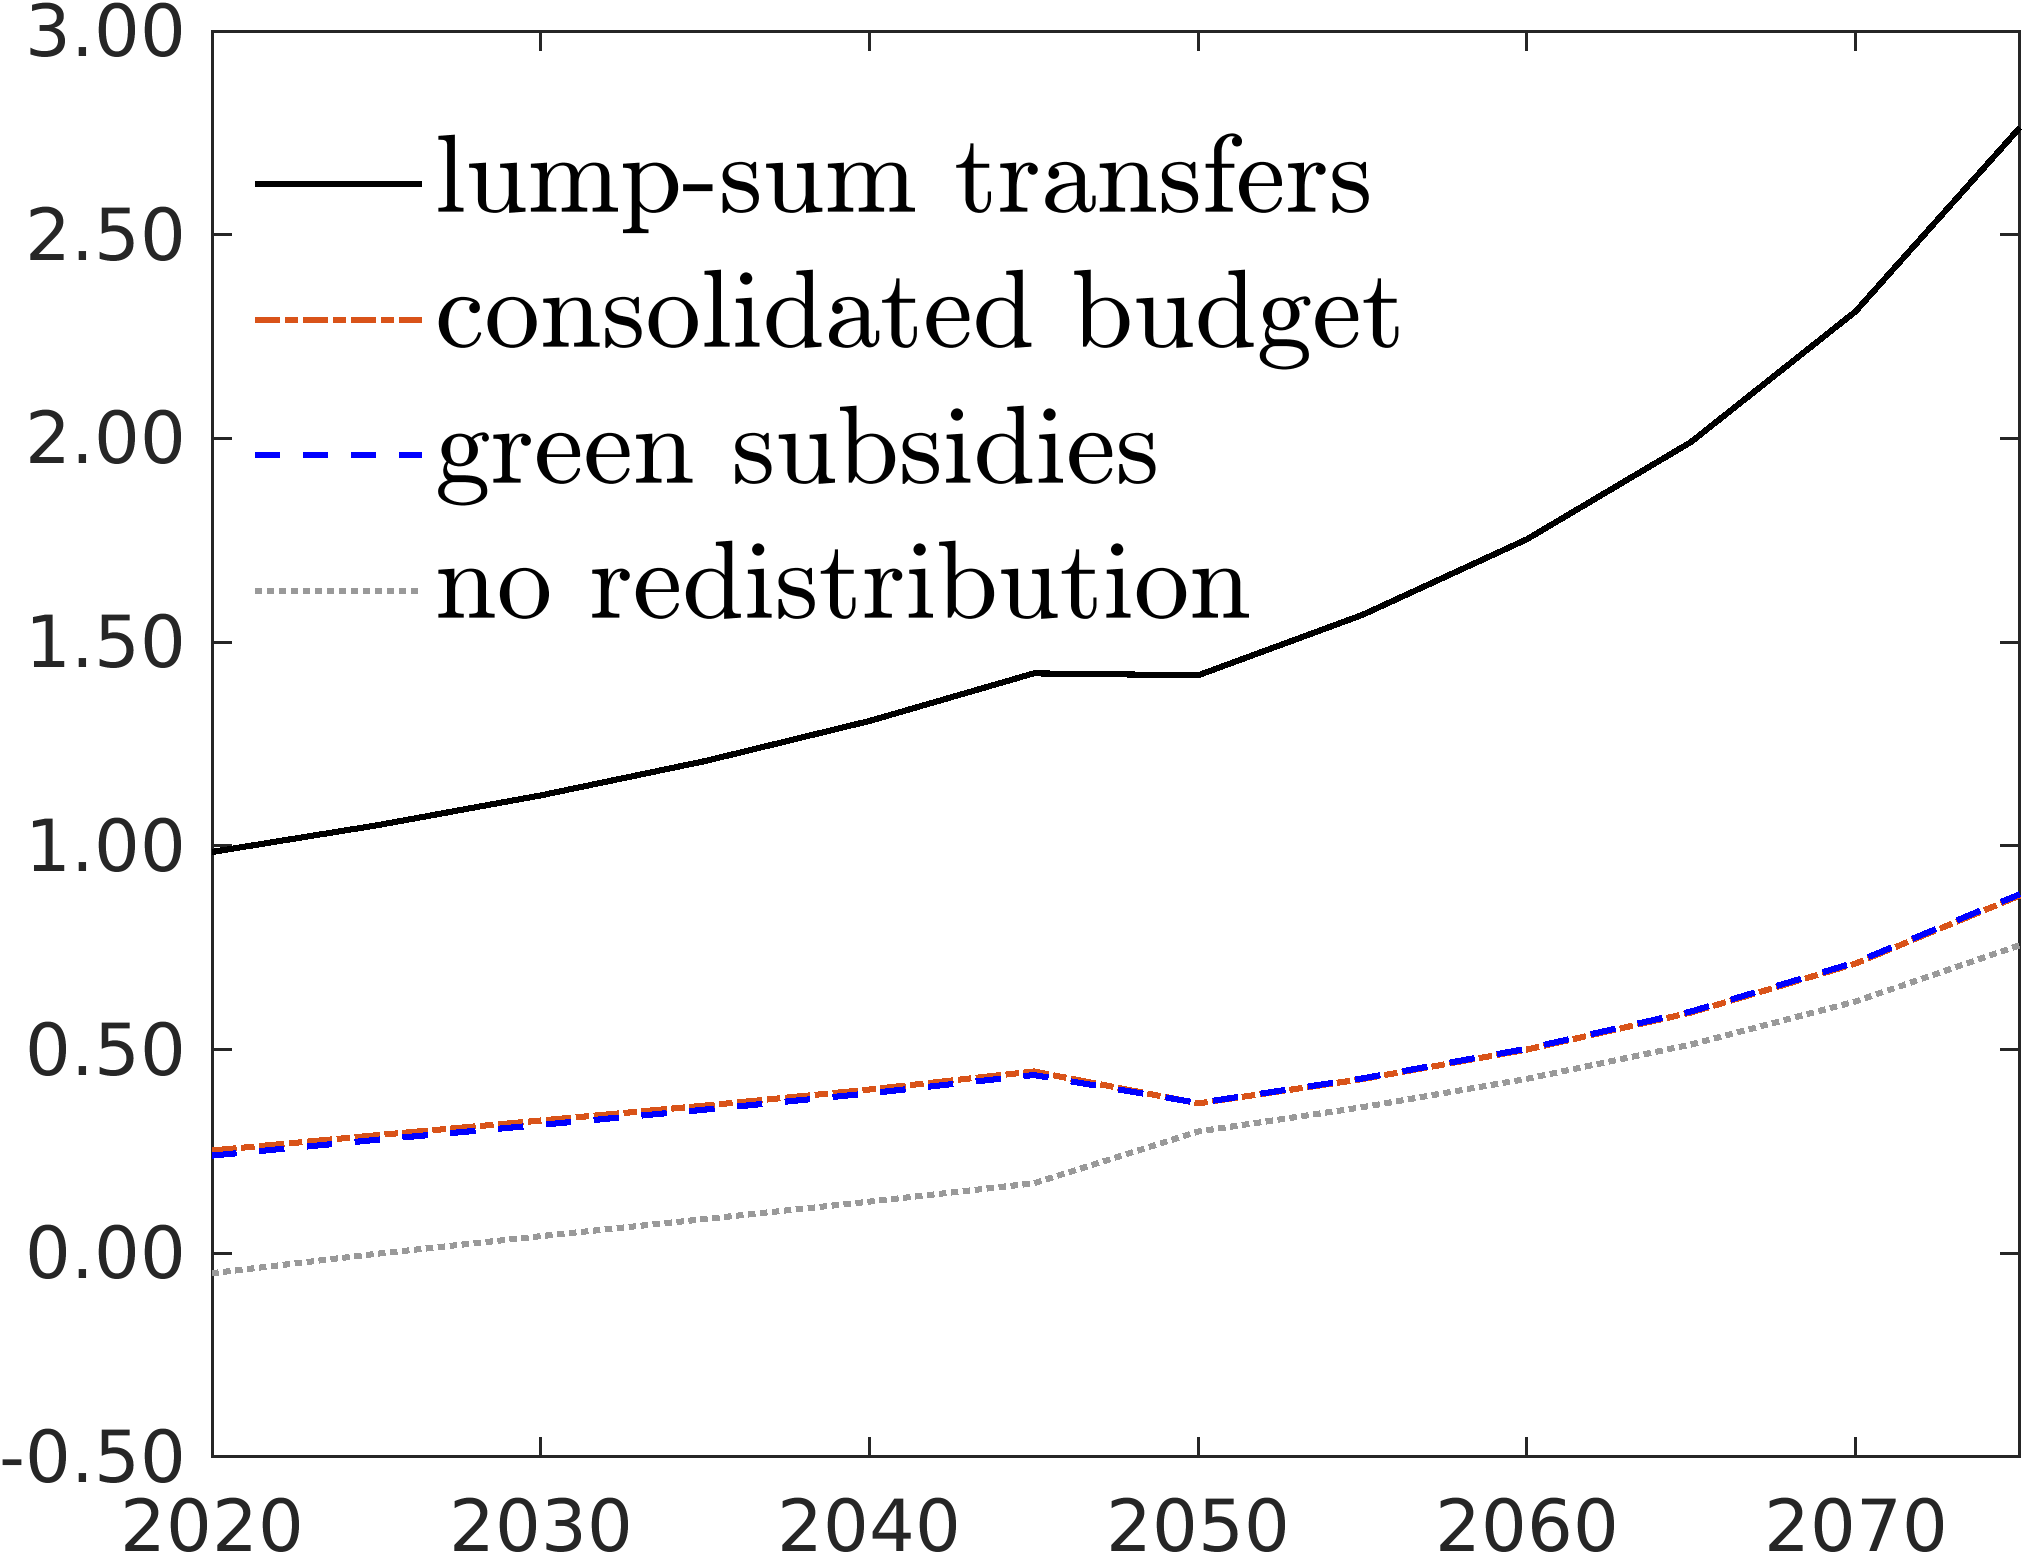 3.00
lump-sum transfers
2.50
consolidated budget
2.00
green subsidies
no redistribution
1.50
1.00
0.50
0.00
-0.50
2020 2030 2040 2050 2060 2070